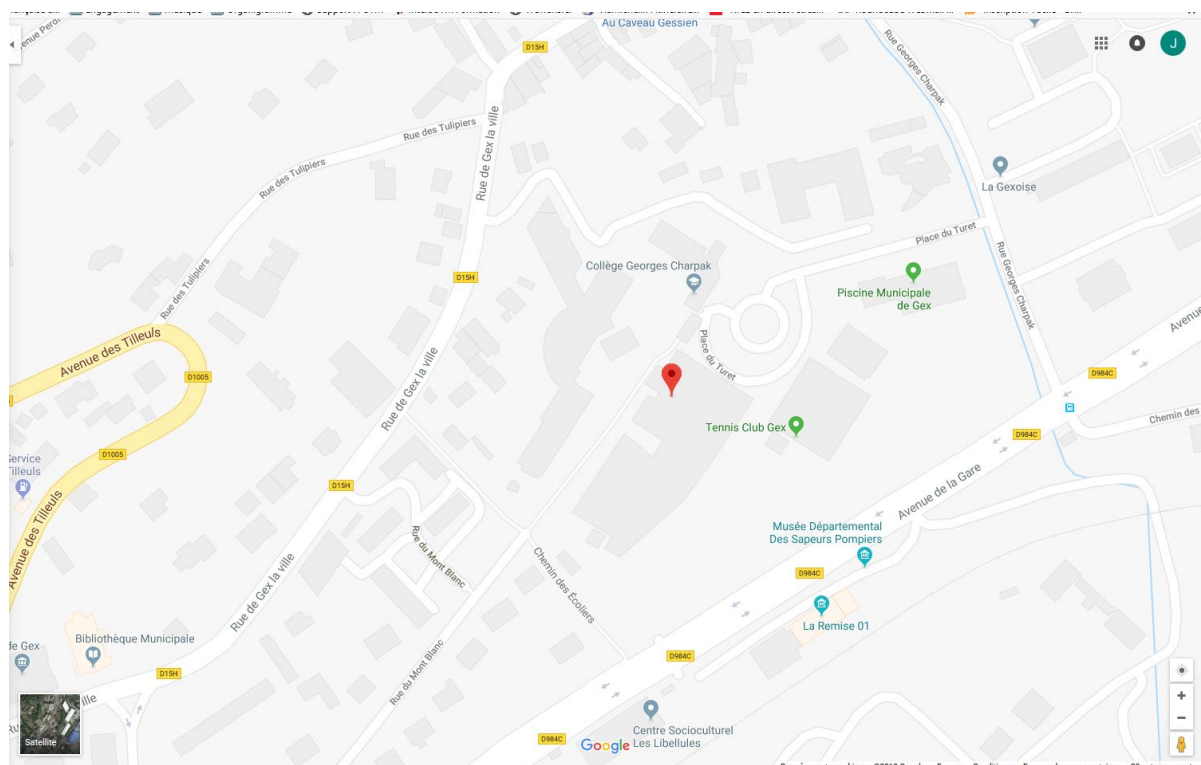 Au Caveau Gessien
D15H
Rue Georges Charpak
J
Rue des Tulipiers
Rue de Gex la ville
La Gexoise
Rue des Tulipiers
Place du Turet
Collège Georges Charpak
D15H
Rue des Tulipiers
Piscine Municipale
de Gex
Rue Georges Charpak
Avenue
Avenue des Tilleuls
D1005
Place du Turet
Rue de Gex la ville
D984C
Tennis Club Gex
Chemin des
D984C
D1005
Service
Tilleuls
D15H
Avenue de la Gare
Avenue des Tilleuls
Musée Départemental
Des Sapeurs Pompiers
Rue du Mont Blanc
Chemin des Écoliers
D984C
Rue de Gex la ville
La Remise 01
Bibliothèque Municipale
de Gex
D984C
D15H
Rue du Mont Blanc
ville
Satellite
Centre Socioculturel
Les Libellules
D984C
Google